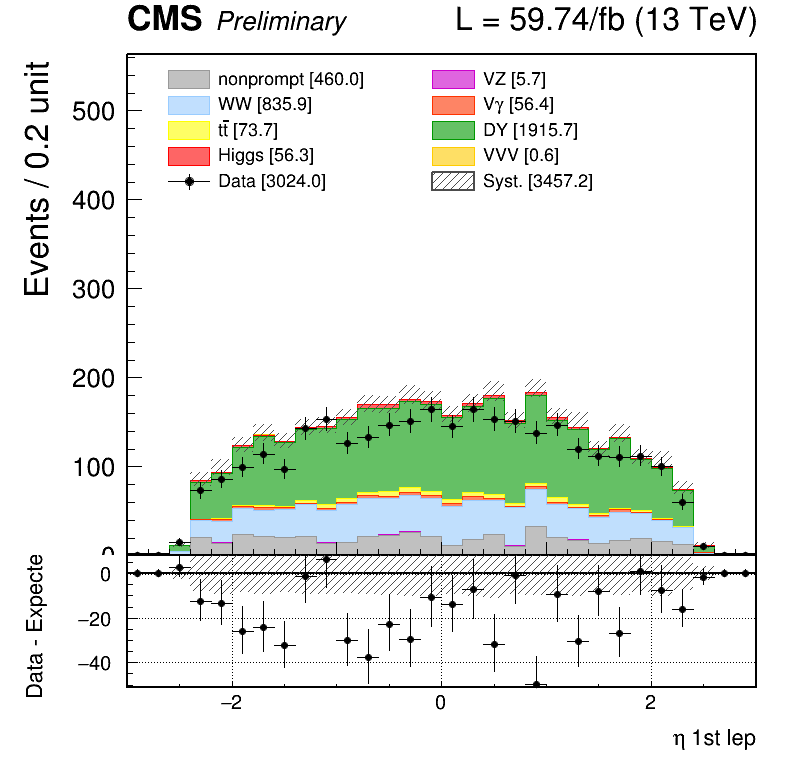 CMS Preliminary L = 59.74/fb (13 TeV)
Events / 0.2 unit
500
400
300
200
100
0
nonprompt [460.0]
WW [835.9]
tt̄ [73.7]
Higgs [56.3]
Data [3024.0]
VZ [5.7]
Vγ [56.4]
DY [1915.7]
VVV [0.6]
Syst. [3457.2]
Data - Expecte
0
−20
−40
−2 0 2
η 1st lep